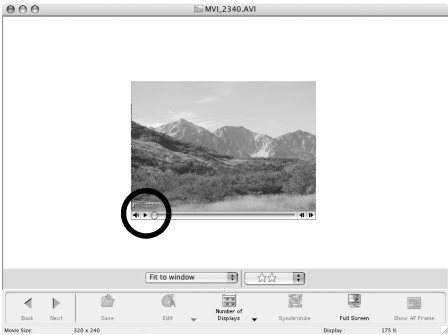 MVI_2340.AVI
Fit to window
☆☆
Back Next Save Edit Number of Displays Synchronize Full Screen Show AF Frame
Movie Size: 320 x 240 Display : 175 %